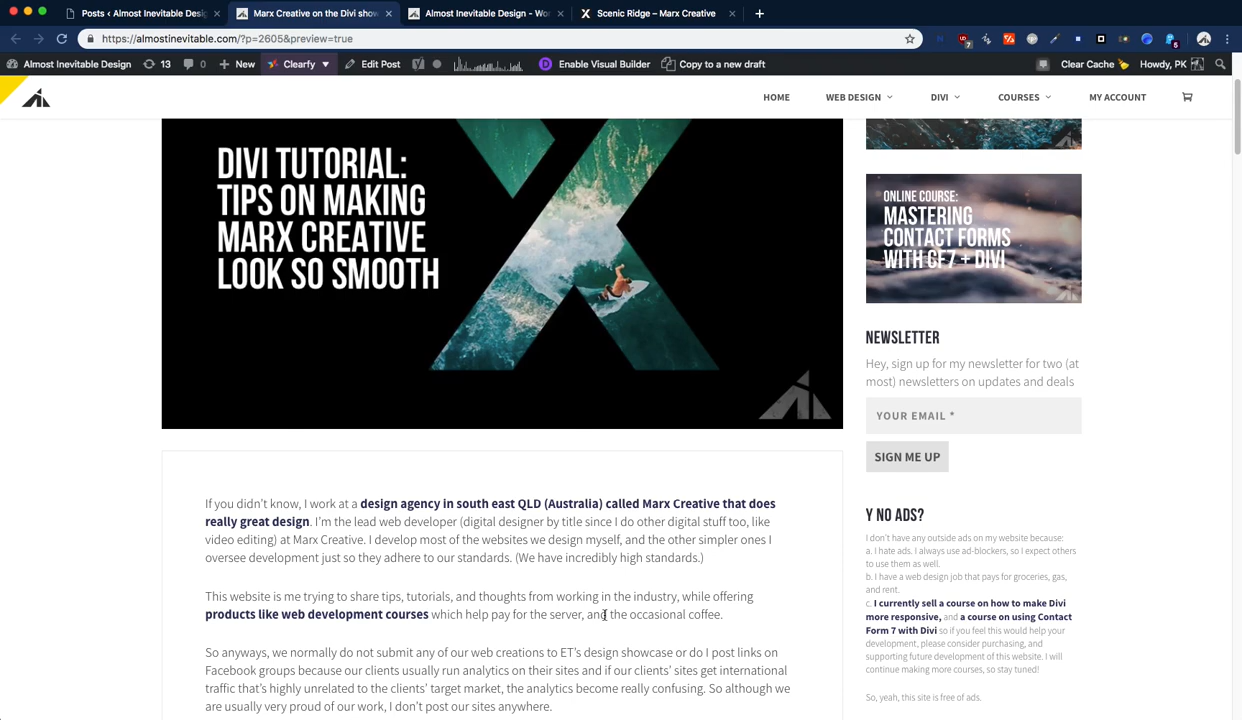 Posts ‹ Almost Inevitable Desig
Marx Creative on the Divi show
Almost Inevitable Design - Wor
Scenic Ridge – Marx Creative
https://almostinevitable.com/?p=2605&preview=true
7
5
Almost Inevitable Design
13
0
New
Clearfy
Edit Post
Enable Visual Builder
Copy to a new draft
Clear Cache
Howdy, PK
HOME
WEB DESIGN
DIVI
COURSES
MY ACCOUNT
DIVI TUTORIAL:
TIPS ON MAKING
MARX CREATIVE
LOOK SO SMOOTH
ONLINE COURSE:
MASTERING
CONTACT FORMS
WITH CF7 + DIVI
NEWSLETTER
Hey, sign up for my newsletter for two (at
most) newsletters on updates and deals
YOUR EMAIL *
SIGN ME UP
If you didn't know, I work at a design agency in south east QLD (Australia) called Marx Creative that does
really great design. I'm the lead web developer (digital designer by title since I do other digital stuff too, like
video editing) at Marx Creative. I develop most of the websites we design myself, and the other simpler ones I
oversee development just so they adhere to our standards. (We have incredibly high standards.)
This website is me trying to share tips, tutorials, and thoughts from working in the industry, while offering
products like web development courses which help pay for the server, and the occasional coffee.
So anyways, we normally do not submit any of our web creations to ET's design showcase or do I post links on
Facebook groups because our clients usually run analytics on their sites and if our clients' sites get international
traffic that's highly unrelated to the clients' target market, the analytics become really confusing. So although we
are usually very proud of our work, I don't post our sites anywhere.
Y NO ADS?
I don't have any outside ads on my website because:
a. I hate ads. I always use ad-blockers, so I expect others
to use them as well.
b. I have a web design job that pays for groceries, gas,
and rent.
c. I currently sell a course on how to make Divi
more responsive, and a course on using Contact
Form 7 with Divi so if you feel this would help your
development, please consider purchasing, and
supporting future development of this website. I will
continue making more courses, so stay tuned!
So, yeah, this site is free of ads.